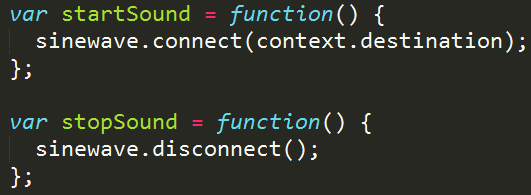 var startSound = function() {
  sinewave.connect(context.destination);
};

var stopSound = function() {
  sinewave.disconnect();
};